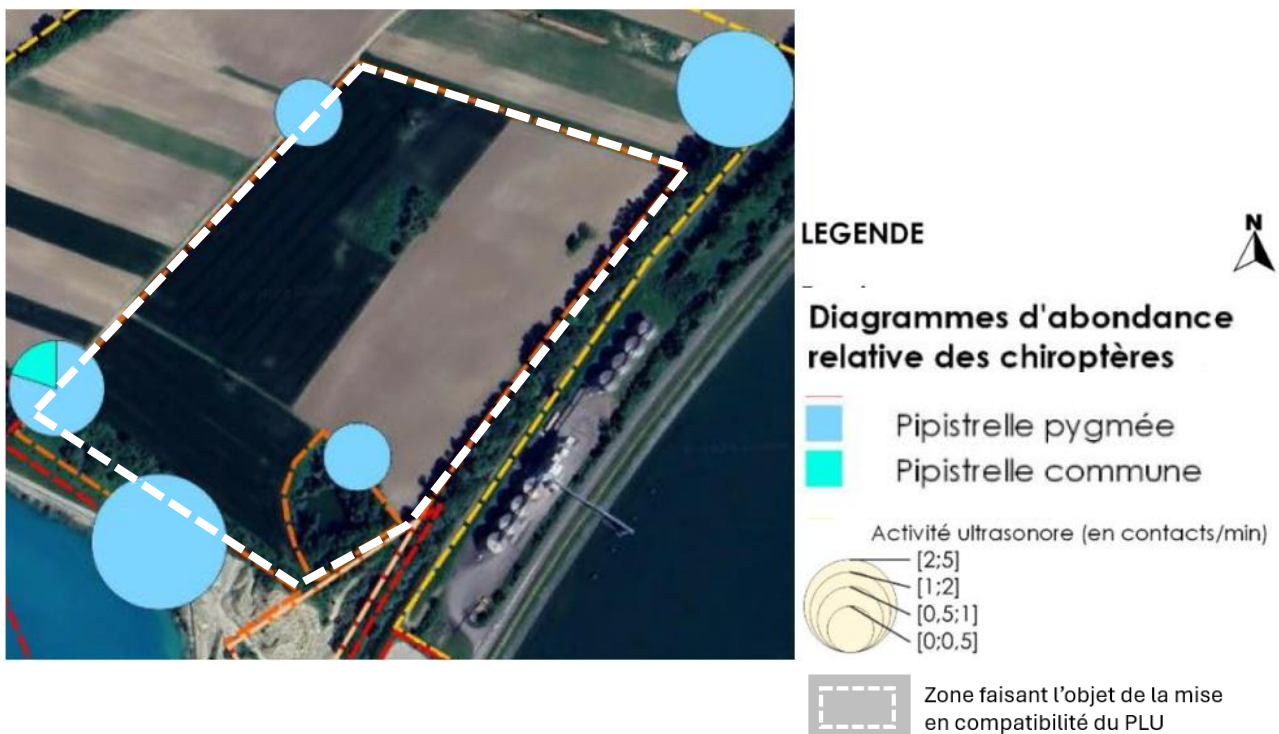 N
LEGENDE
Diagrammes d'abondance
relative des chiroptères
Pipistrelle pygmée
Pipistrelle commune
Activité ultrasonore (en contacts/min)
[2;5]
[1;2]
[0,5;1]
[0;0,5]
Zone faisant l’objet de la mise
en compatibilité du PLU